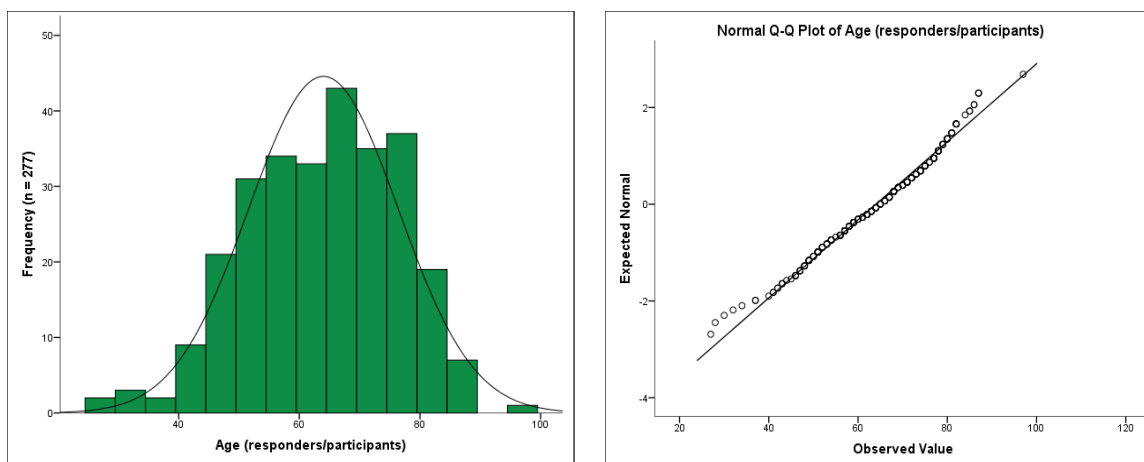 50
40
30
20
10
0
Frequency (n = 277)
40 60 80 100
Age (responders/participants)
Normal Q-Q Plot of Age (responders/participants)
2
0
-2
-4
Expected Normal
20 40 60 80 100 120
Observed Value